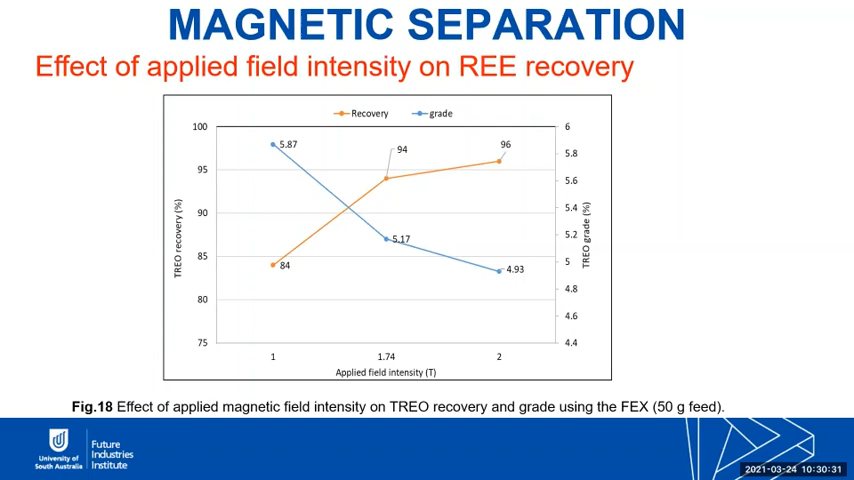 MAGNETIC SEPARATION
Effect of applied field intensity on REE recovery
Recovery grade
100
95
90
85
80
75
TREO recovery (%)
6
5.8
5.6
5.4
5.2
5
4.8
4.6
4.4
TREO grade (%)
5.87
94
96
5.17
84
4.93
1 1.74 2
Applied field intensity (T)
Fig.18 Effect of applied magnetic field intensity on TREO recovery and grade using the FEX (50 g feed).
University of
South Australia
Future
Industries
Institute
2021-03-24 10:30:31